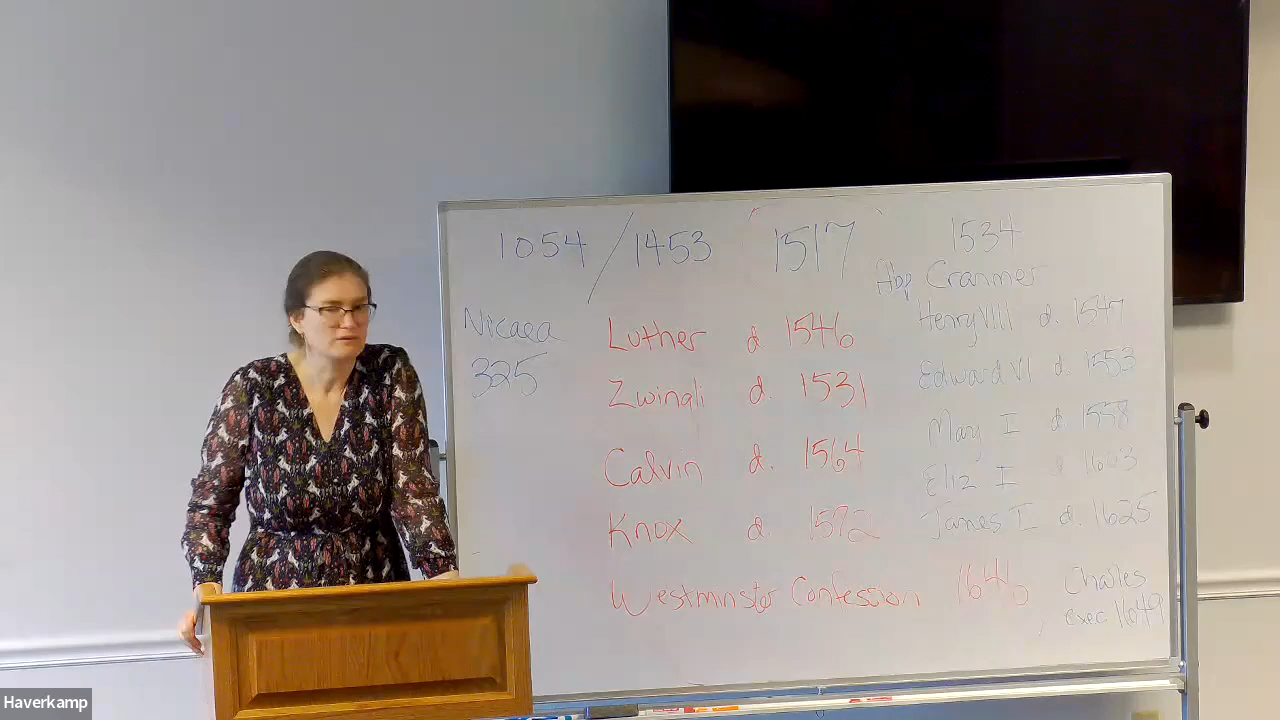 1054 / 1453 1517 1534
Abp Cranmer
Nicaea
325
Luther d 1546
Zwingli d. 1531
Calvin d. 1564
Knox d. 1572
Westminster Confession 1646
Henry VIII d. 1547
Edward VI d. 1553
Mary I d 1558
Eliz I d 1603
James I d. 1625
Charles
exec 1649
Haverkamp